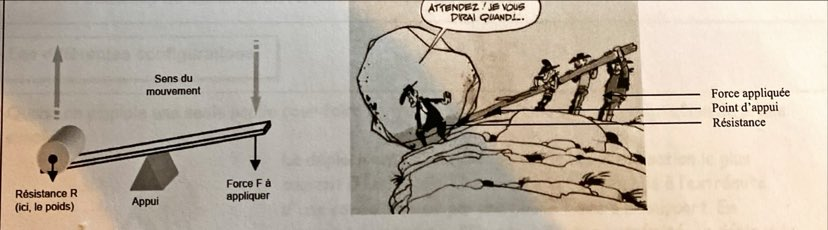 ATTENDEZ! JE VOUS
DIRAI QUAND!..
Sens du
mouvement
Force appliquée
Point d'appui
Résistance
Résistance R
(ici, le poids)
Appui
Force F à
appliquer